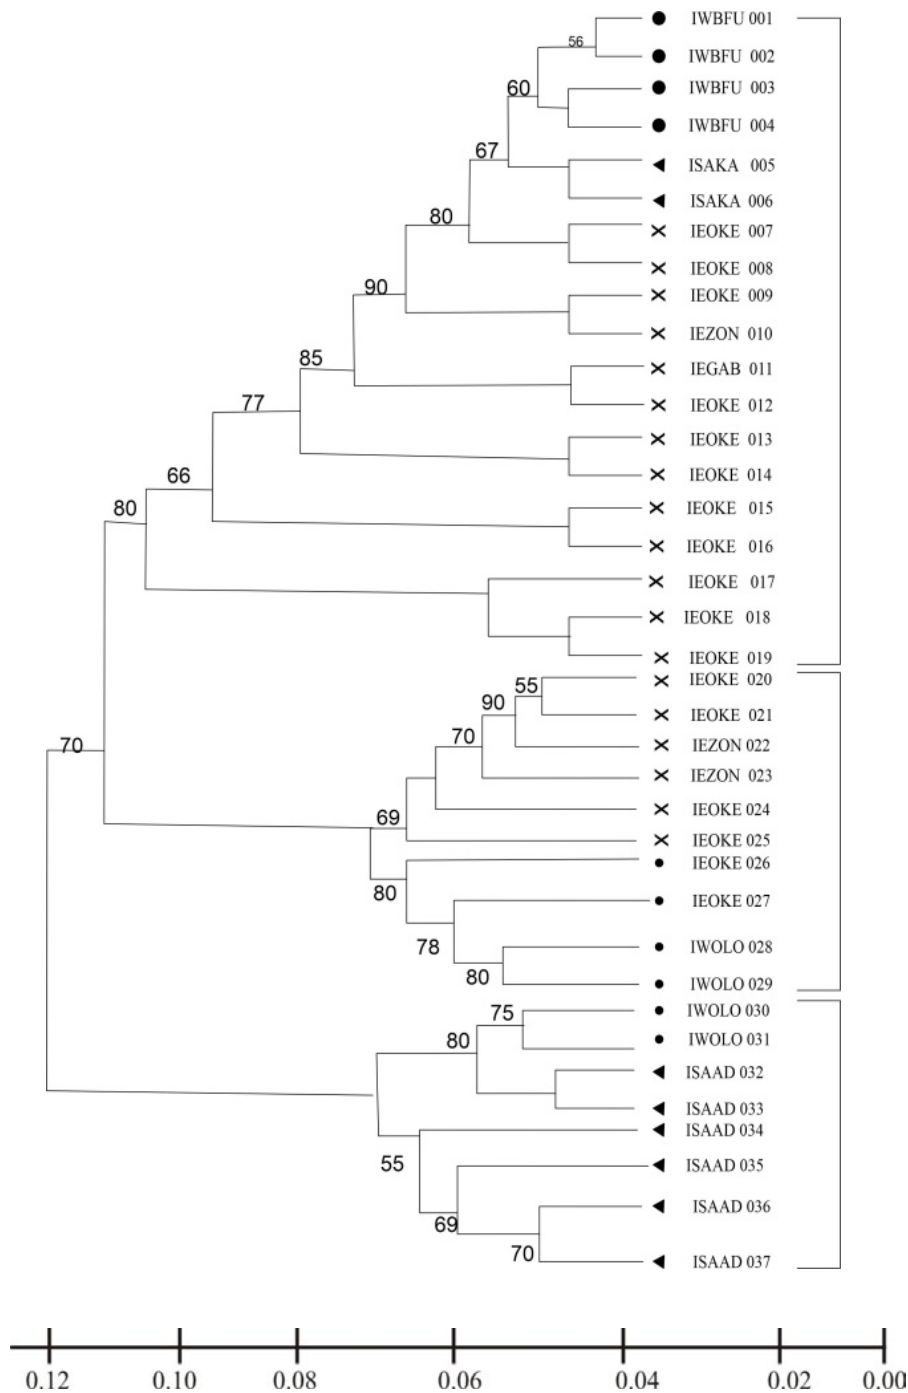 IWBFU 001
56
IWBFU 002
60
IWBFU 003
IWBFU 004
67
ISAKA 005
ISAKA 006
80
IEOKE 007
IEOKE 008
90
IEOKE 009
IEZON 010
85
IEGAB 011
77
IEOKE 012
IEOKE 013
66
IEOKE 014
80
IEOKE 015
IEOKE 016
IEOKE 017
IEOKE 018
IEOKE 019
IEOKE 020
55
90
IEOKE 021
70
IEZON 022
70
IEZON 023
69
IEOKE 024
IEOKE 025
IEOKE 026
80
IEOKE 027
78
IWOLO 028
80
IWOLO 029
75
IWOLO 030
80
IWOLO 031
ISAAD 032
ISAAD 033
ISAAD 034
55
ISAAD 035
69
ISAAD 036
70
ISAAD 037
0.12 0.10 0.08 0.06 0.04 0.02 0.00